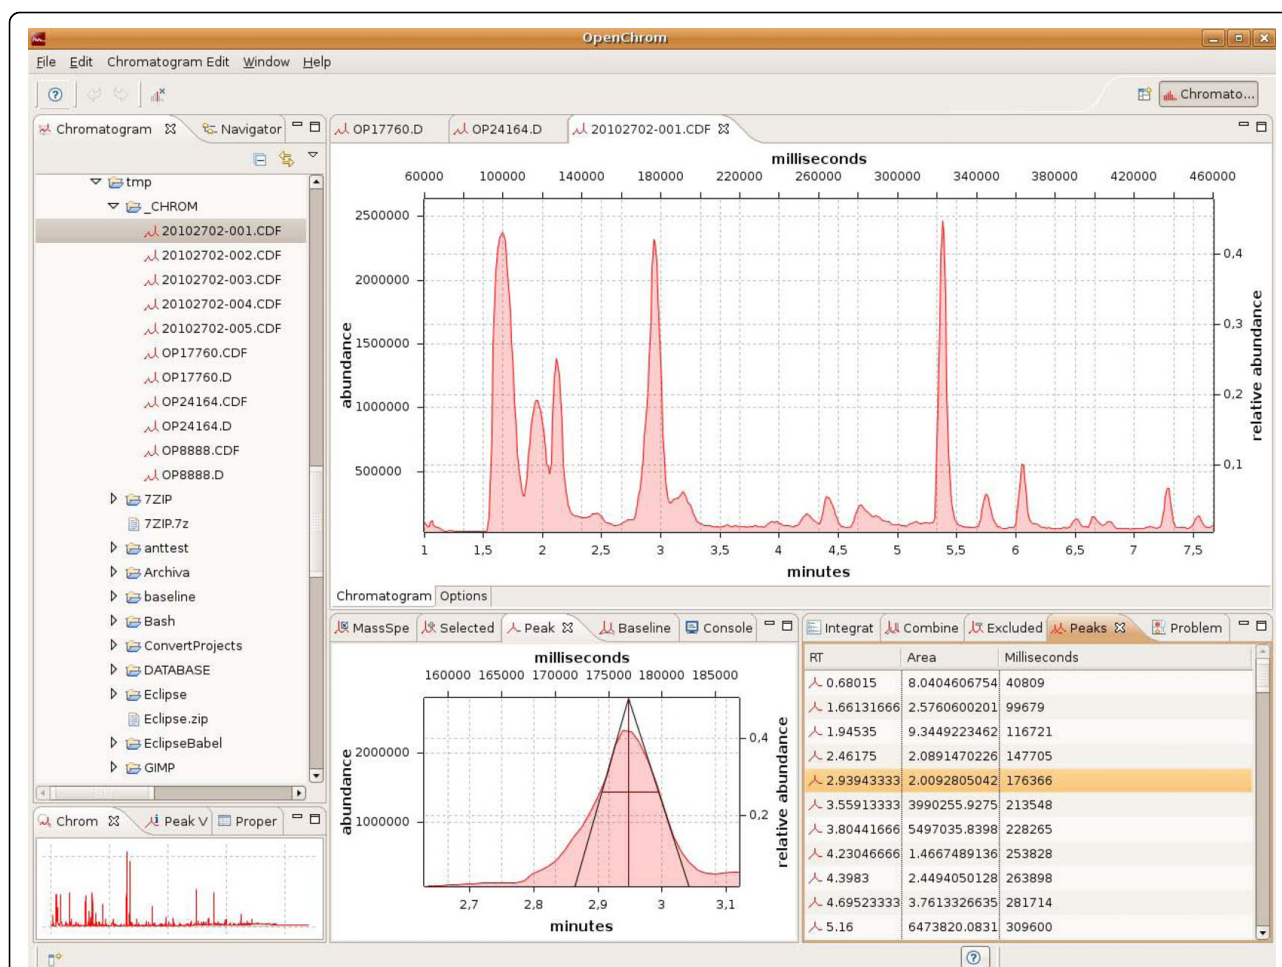 OpenChrom
File Edit Chromatogram Edit Window Help
Chromato...
Chromatogram Navigator
tmp
_CHROM
20102702-001.CDF
20102702-002.CDF
20102702-003.CDF
20102702-004.CDF
20102702-005.CDF
OP17760.CDF
OP17760.D
OP24164.CDF
OP24164.D
OP8888.CDF
OP8888.D
7ZIP
7ZIP.7z
anttest
Archiva
baseline
Bash
ConvertProjects
DATABASE
Eclipse
Eclipse.zip
EclipseBabel
GIMP
Chrom Peak V Proper
OP17760.D OP24164.D 20102702-001.CDF
milliseconds
60000 100000 140000 180000 220000 260000 300000 340000 380000 420000 460000
abundance
2500000
2000000
1500000
1000000
500000
relative abundance
0,4
0,3
0,2
0,1
1 1,5 2 2,5 3 3,5 4 4,5 5 5,5 6 6,5 7 7,5
minutes
Chromatogram Options
MassSpe Selected Peak Baseline Console
milliseconds
160000 165000 170000 175000 180000 185000
abundance
2000000
1000000
relative abundance
0,4
0,2
2,7 2,8 2,9 3 3,1
minutes
Integrat Combine Excluded Peaks Problem
RT Area Milliseconds
0.68015 8.0404606754 40809
1.66131666 2.5760600201 99679
1.94535 9.3449223462 116721
2.46175 2.0891470226 147705
2.93943333 2.0092805042 176366
3.55913333 3990255.9275 213548
3.80441666 5497035.8398 228265
4.23046666 1.4667489136 253828
4.3983 2.4494050128 263898
4.69523333 3.7613326635 281714
5.16 6473820.0831 309600